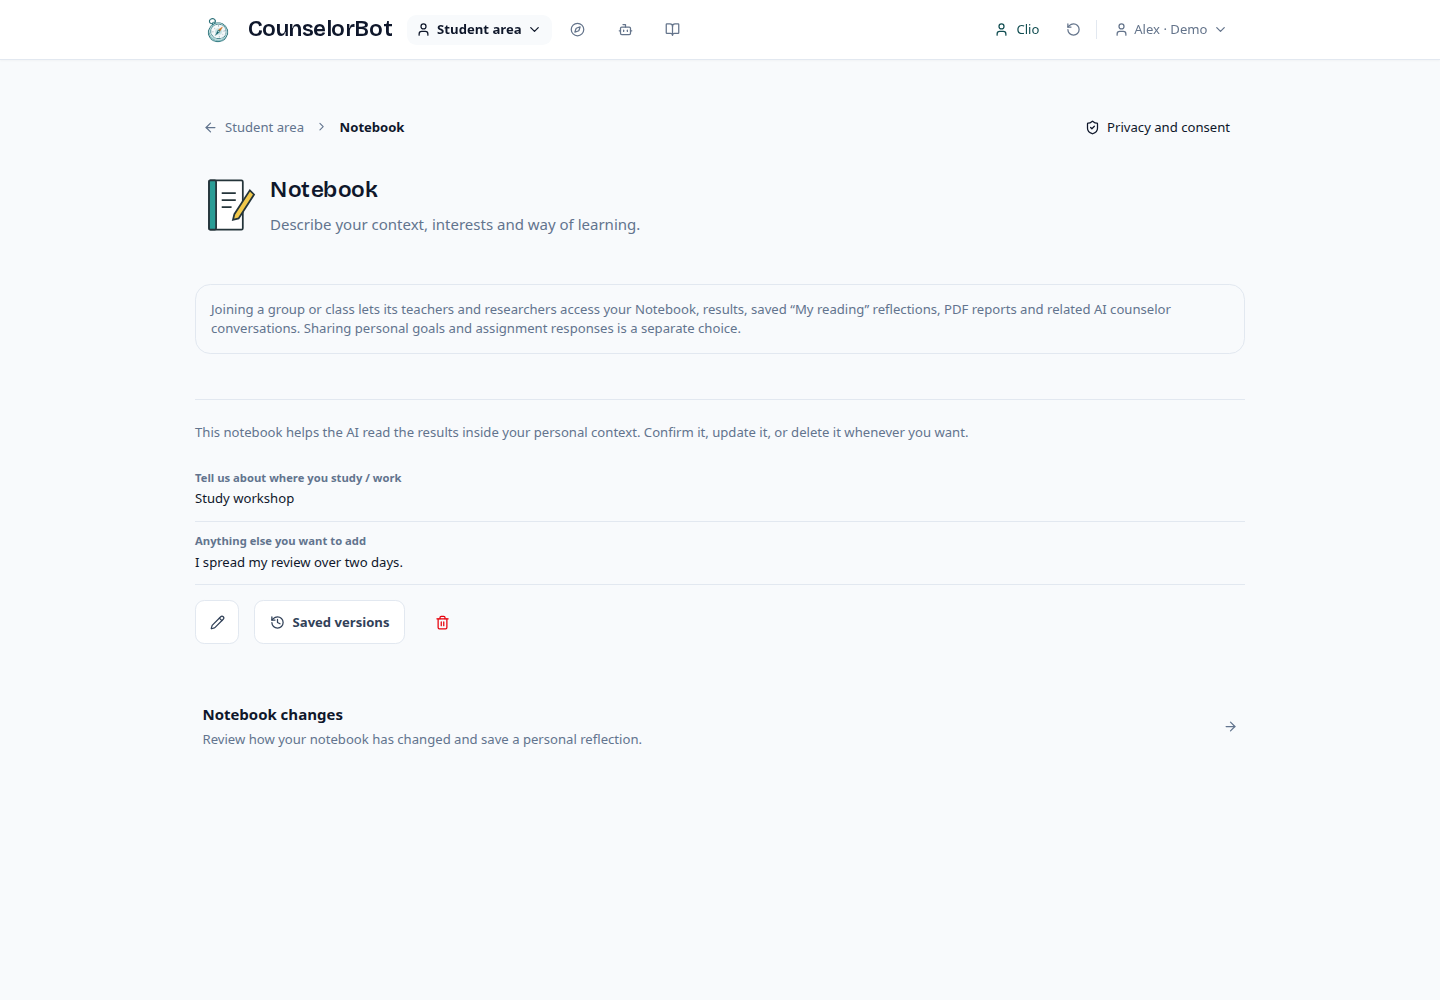 CounselorBot
Student area
Clio
Alex · Demo
Student area
Notebook
Privacy and consent
Notebook
Describe your context, interests and way of learning.
Joining a group or class lets its teachers and researchers access your Notebook, results, saved “My reading” reflections, PDF reports and related AI counselor
conversations. Sharing personal goals and assignment responses is a separate choice.
This notebook helps the AI read the results inside your personal context. Confirm it, update it, or delete it whenever you want.
Tell us about where you study / work
Study workshop
Anything else you want to add
I spread my review over two days.
Saved versions
Notebook changes
Review how your notebook has changed and save a personal reflection.